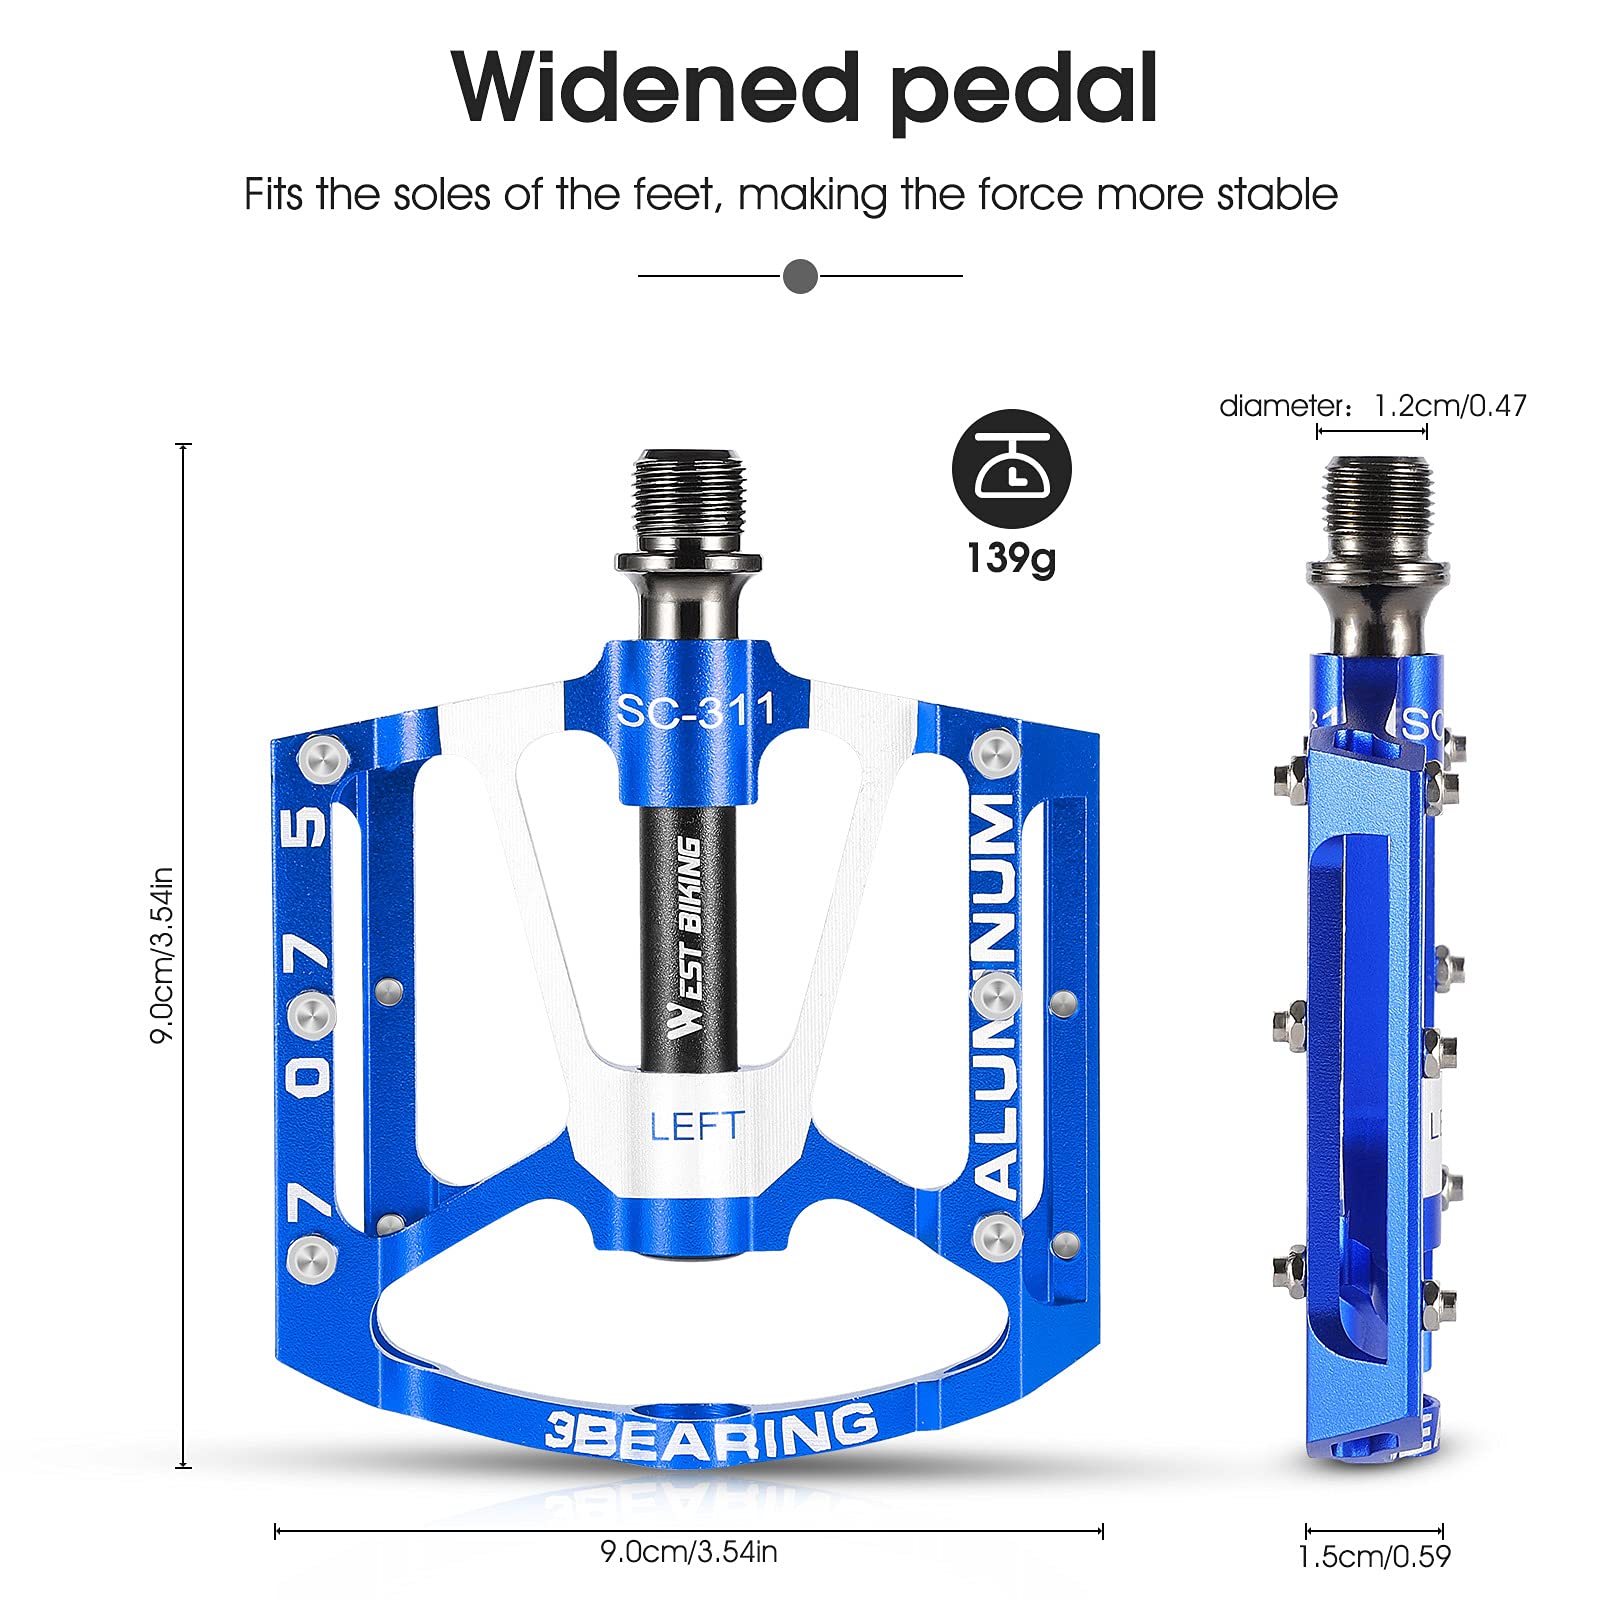 Widened pedal
Fits the soles of the feet, making the force more stable
diameter: 1.2cm/0.47
139g
9.0cm/3.54in
SC-311
WEST BIKING
LEFT
7 0 7 5
ALUMINUM
3BEARING
SC
9.0cm/3.54in
1.5cm/0.59